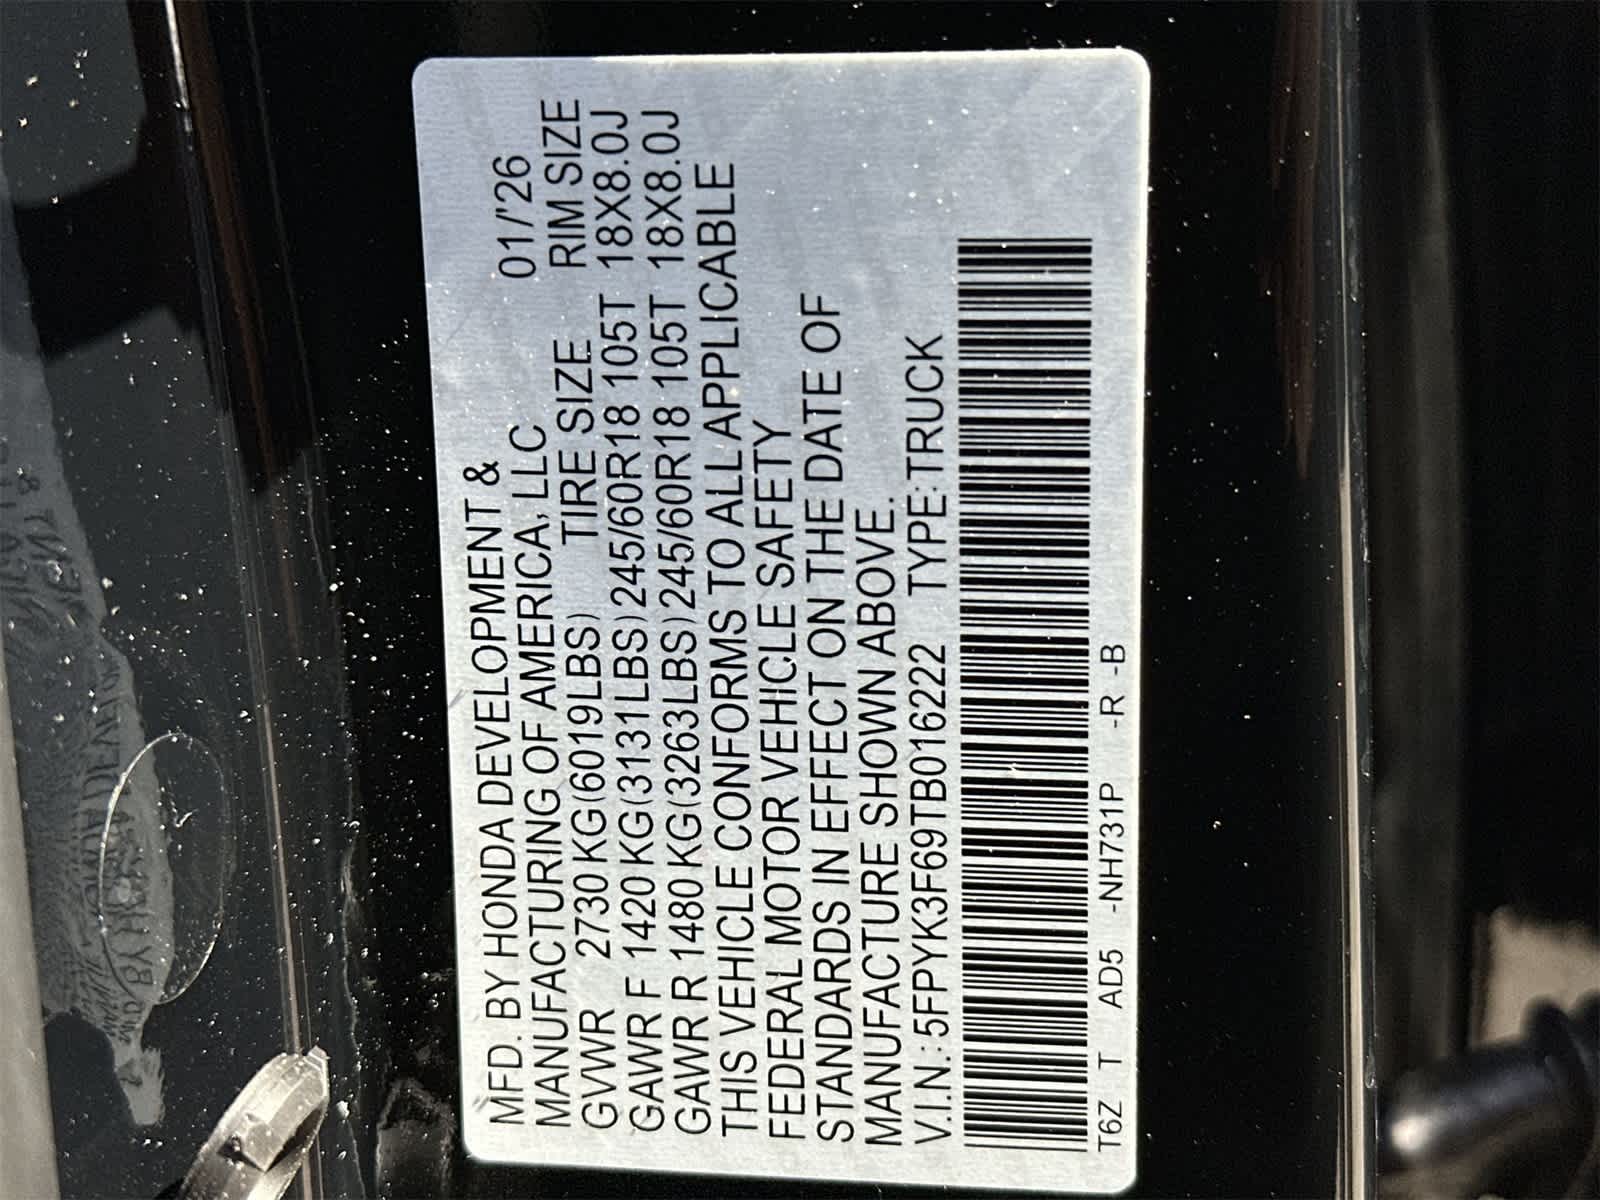 MFD. BY HONDA DEVELOPMENT &
MANUFACTURING OF AMERICA, LLC 01/'26
GVWR 2730 KG(6019LBS) TIRE SIZE RIM SIZE
GAWR F 1420 KG(3131LBS) 245/60R18 105T 18X8.0J
GAWR R 1480 KG(3263LBS) 245/60R18 105T 18X8.0J
THIS VEHICLE CONFORMS TO ALL APPLICABLE
FEDERAL MOTOR VEHICLE SAFETY
STANDARDS IN EFFECT ON THE DATE OF
MANUFACTURE SHOWN ABOVE.
V.I.N.: 5FPYK3F69TB016222 TYPE:TRUCK
T6Z T AD5 -NH731P -R -B